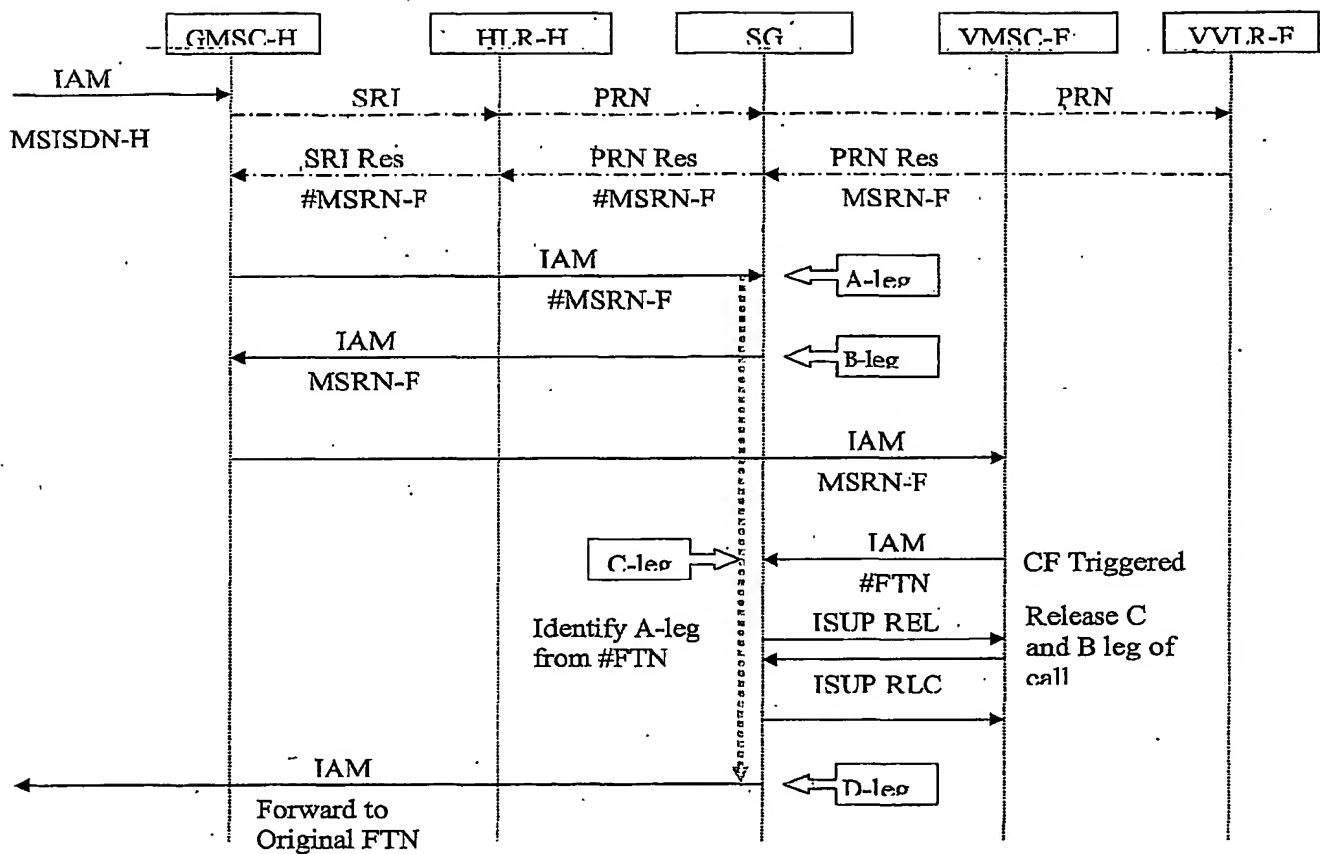 GMSC-H HLR-H SG VMSC-F VVLR-F
IAM
SRI PRN PRN
MSISDN-H
SRI Res PRN Res PRN Res
#MSRN-F #MSRN-F MSRN-F
IAM
A-leg
#MSRN-F
IAM
B-leg
MSRN-F
IAM
MSRN-F
IAM
C-leg
CF Triggered
#FTN
Identify A-leg
from #FTN
ISUP REL
Release C
and B leg of
call
ISUP RLC
IAM
D-leg
Forward to
Original FTN